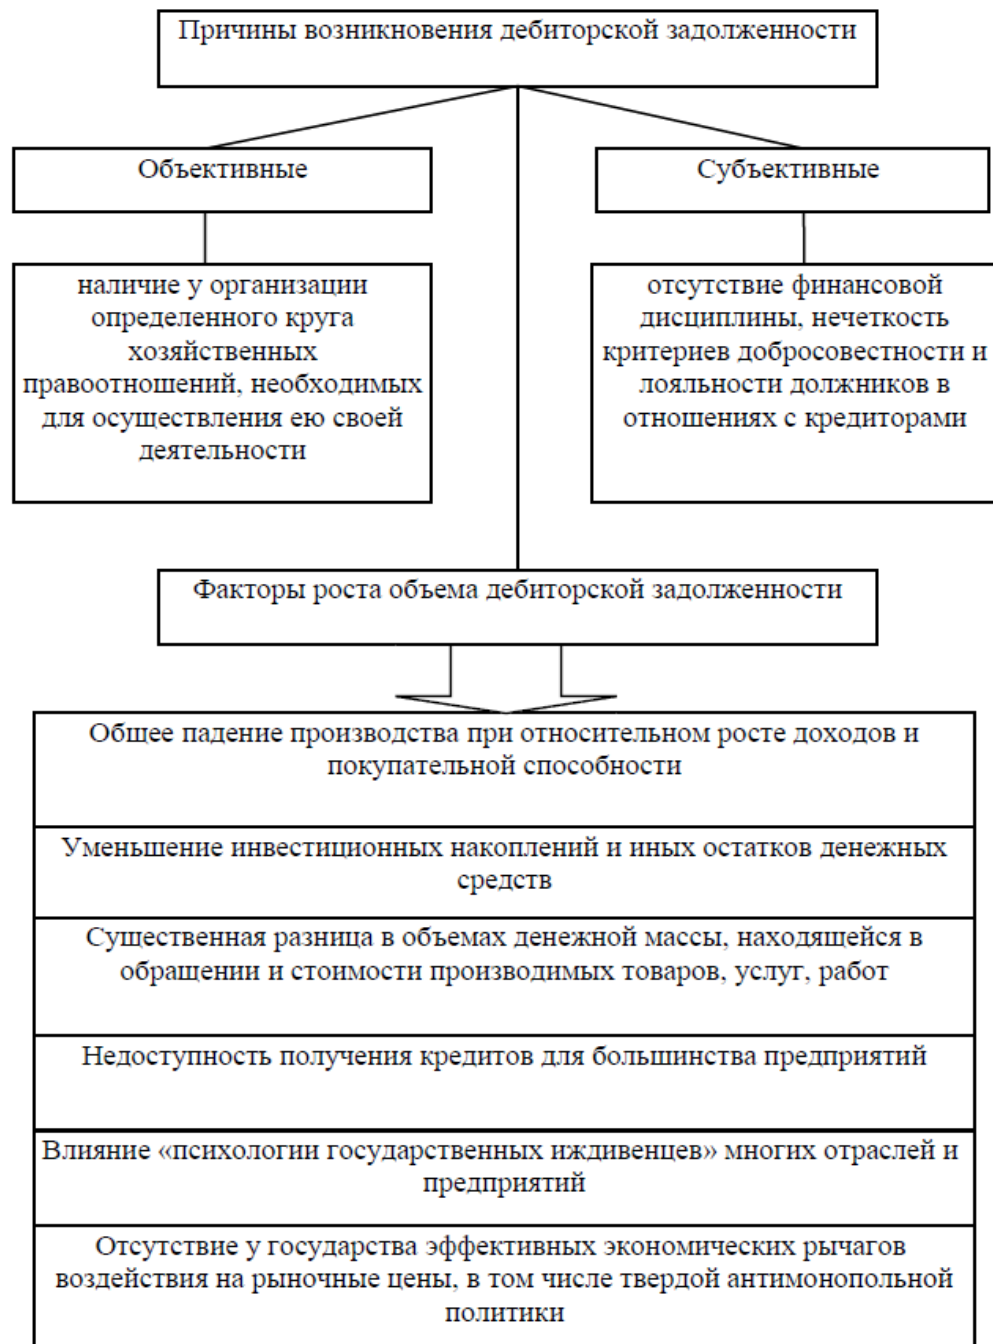 Причины возникновения дебиторской задолженности
Объективные
Субъективные
наличие у организации
определенного круга
хозяйственных
правоотношений, необходимых
для осуществления ею своей
деятельности
отсутствие финансовой
дисциплины, нечеткость
критериев добросовестности и
лояльности должников в
отношениях с кредиторами
Факторы роста объема дебиторской задолженности
Общее падение производства при относительном росте доходов и
покупательной способности
Уменьшение инвестиционных накоплений и иных остатков денежных
средств
Существенная разница в объемах денежной массы, находящейся в
обращении и стоимости производимых товаров, услуг, работ
Недоступность получения кредитов для большинства предприятий
Влияние «психологии государственных иждивенцев» многих отраслей и
предприятий
Отсутствие у государства эффективных экономических рычагов
воздействия на рыночные цены, в том числе твердой антимонопольной
политики